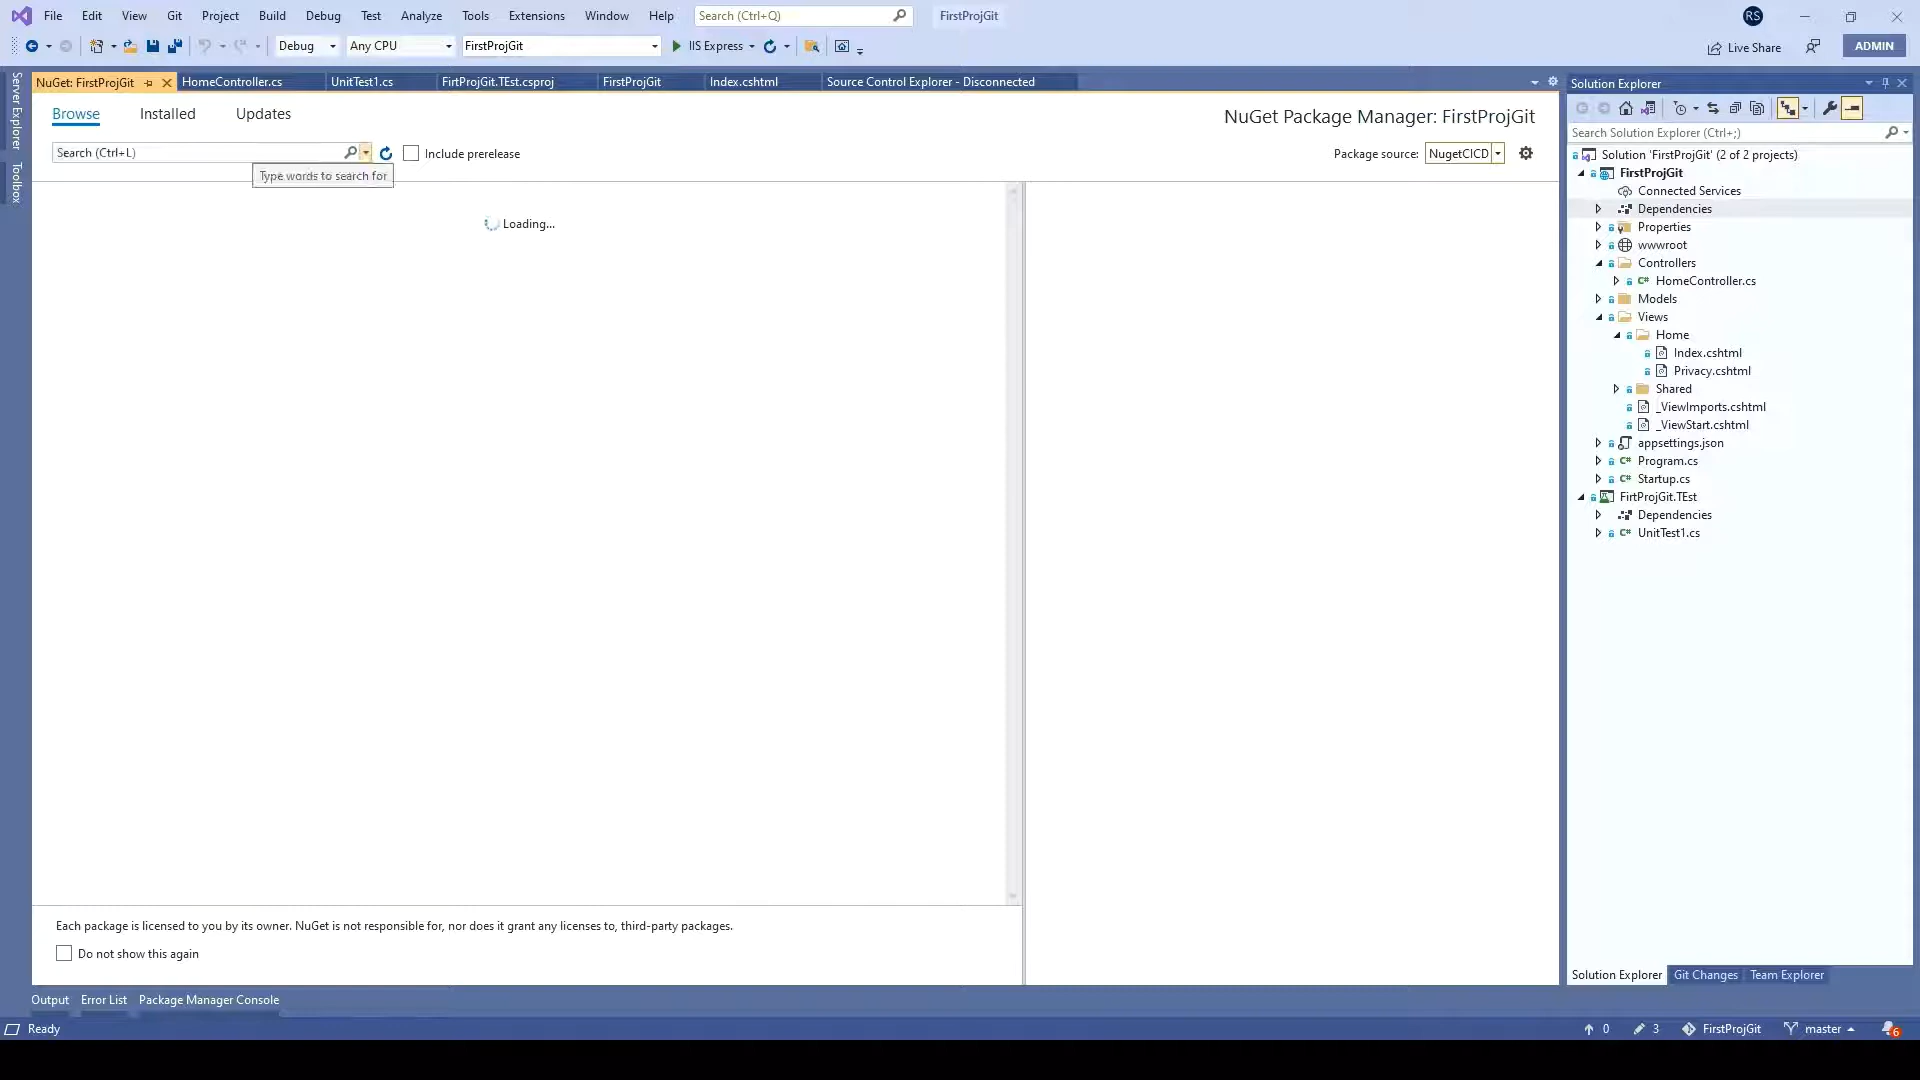 File Edit View Git Project Build Debug Test Analyze Tools Extensions Window Help Search (Ctrl+Q) FirstProjGit RS
Debug Any CPU FirstProjGit IIS Express Live Share ADMIN
Server Explorer
Toolbox
NuGet: FirstProjGit HomeController.cs UnitTest1.cs FirtProjGit.TEst.csproj FirstProjGit Index.cshtml Source Control Explorer - Disconnected
Browse Installed Updates
NuGet Package Manager: FirstProjGit
Search (Ctrl+L) Include prerelease
Package source: NugetCICD
Type words to search for
Loading...
Each package is licensed to you by its owner. NuGet is not responsible for, nor does it grant any licenses to, third-party packages.
Do not show this again
Solution Explorer
Search Solution Explorer (Ctrl+;)
Solution 'FirstProjGit' (2 of 2 projects)
FirstProjGit
Connected Services
Dependencies
Properties
wwwroot
Controllers
C# HomeController.cs
Models
Views
Home
Index.cshtml
Privacy.cshtml
Shared
_ViewImports.cshtml
_ViewStart.cshtml
appsettings.json
C# Program.cs
C# Startup.cs
FirtProjGit.TEst
Dependencies
C# UnitTest1.cs
Solution Explorer Git Changes Team Explorer
Output Error List Package Manager Console
Ready 0 3 FirstProjGit master 6